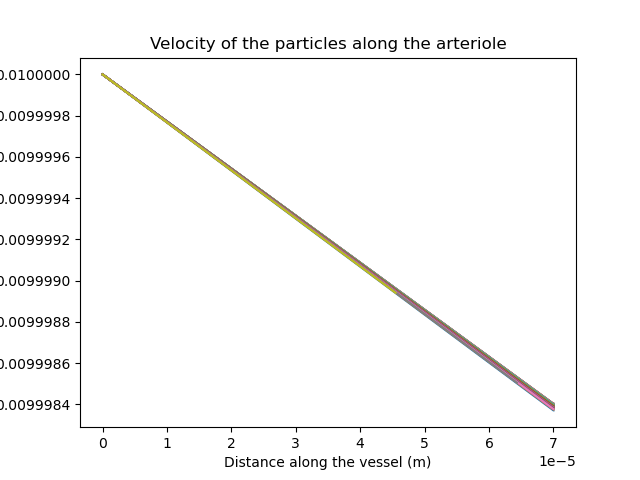 Velocity of the particles along the arteriole
0.0100000
0.0099998
0.0099996
0.0099994
0.0099992
0.0099990
0.0099988
0.0099986
0.0099984
0 1 2 3 4 5 6 7
1e−5
Distance along the vessel (m)